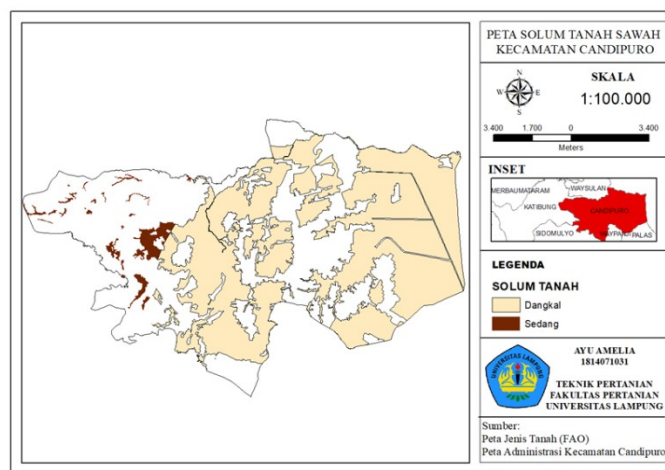 PETA SOLUM TANAH SAWAH
KECAMATAN CANDIPURO
N
W E
S
SKALA
1:100.000
3.400 1.700 0 3.400
Meters
INSET
MERBAUMATARAM
WAYSULAN
KATIBUNG
CANDIPURO
SIDOMULYO
PALAS
LEGENDA
SOLUM TANAH
Dangkal
Sedang
UNIVERSITAS LAMPUNG
AYU AMELIA
1814071031
TEKNIK PERTANIAN
FAKULTAS PERTANIAN
UNIVERSITAS LAMPUNG
Sumber:
Peta Jenis Tanah (FAO)
Peta Administrasi Kecamatan Candipuro